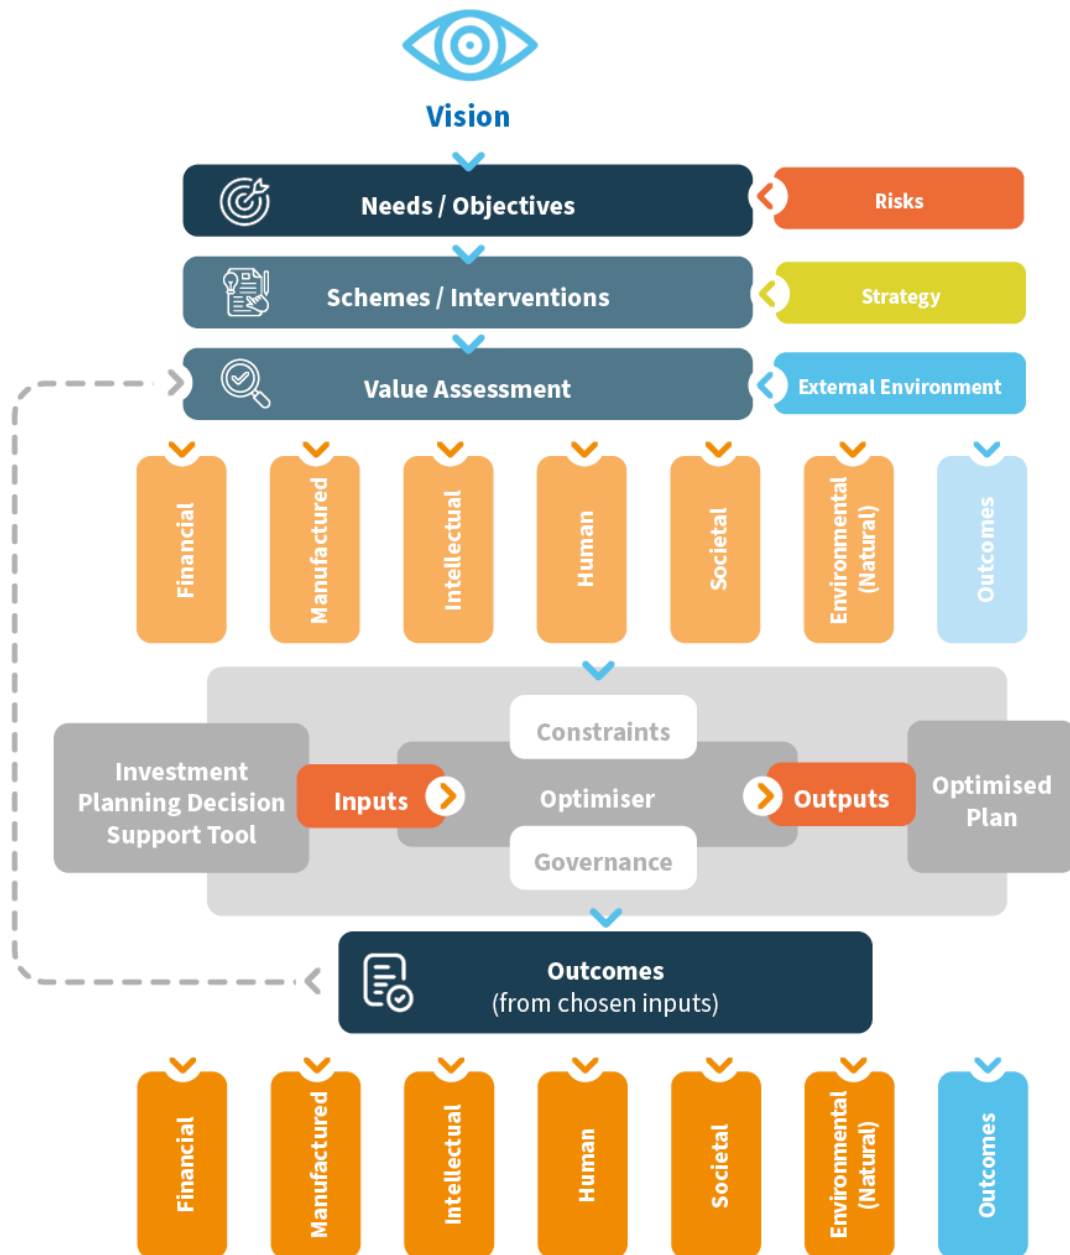 Vision
Needs / Objectives
Risks
Schemes / Interventions
Strategy
Value Assessment
External Environment
Financial
Manufactured
Intellectual
Human
Societal
Environmental
(Natural)
Outcomes
Constraints
Investment
Planning Decision
Support Tool
Inputs
Optimiser
Outputs
Optimised
Plan
Governance
Outcomes
(from chosen inputs)
Financial
Manufactured
Intellectual
Human
Societal
Environmental
(Natural)
Outcomes